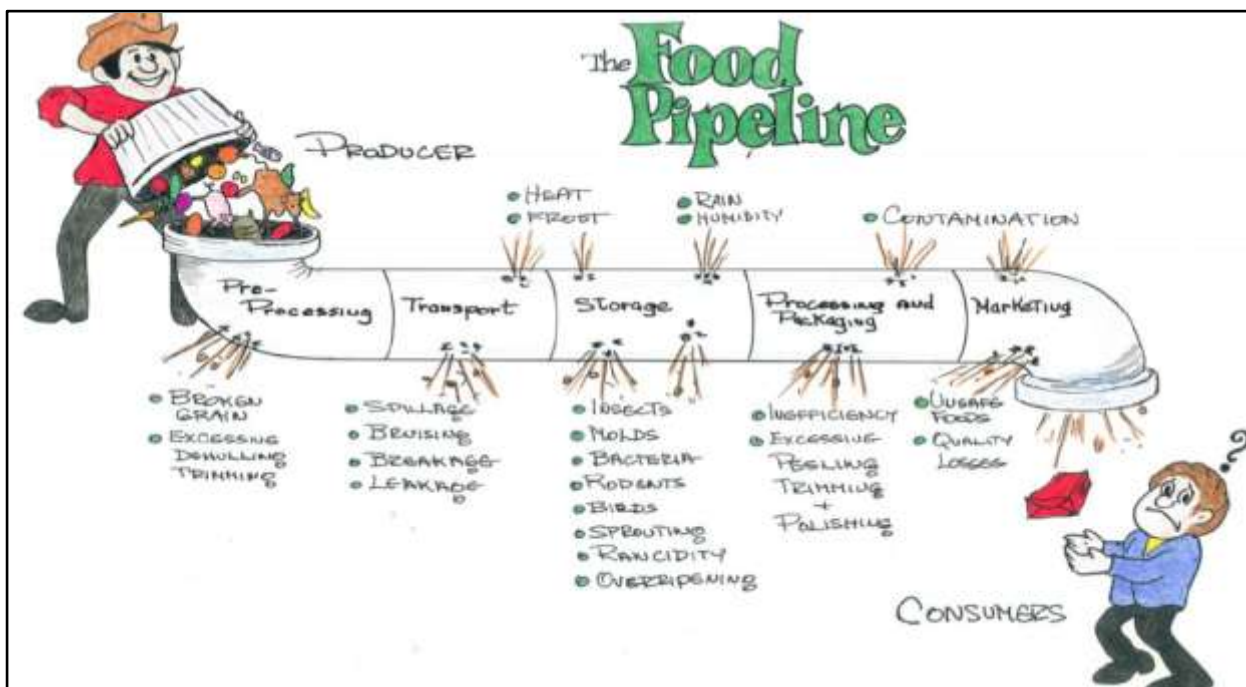 The Food
Pipeline
PRODUCER
• HEAT
• FROST
• RAIN
• HUMIDITY
• CONTAMINATION
Pre-
Processing
Transport
Storage
Processing and
Packaging
Marketing
• BROKEN
GRAIN
• EXCESSING
DEHULLING
TRIMMING
• SPILLAGE
• BRUISING
• BREAKAGE
• LEAKAGE
• INSECTS
• MOLDS
• BACTERIA
• RODENTS
• BIRDS
• SPROUTING
• RANCIDITY
• OVERRIPENING
• INEFFICIENCY
• EXCESSING
PEELING
TRIMMING
+
POLISHING
• UNSAFE
FOODS
• QUALITY
LOSSES
?
CONSUMERS